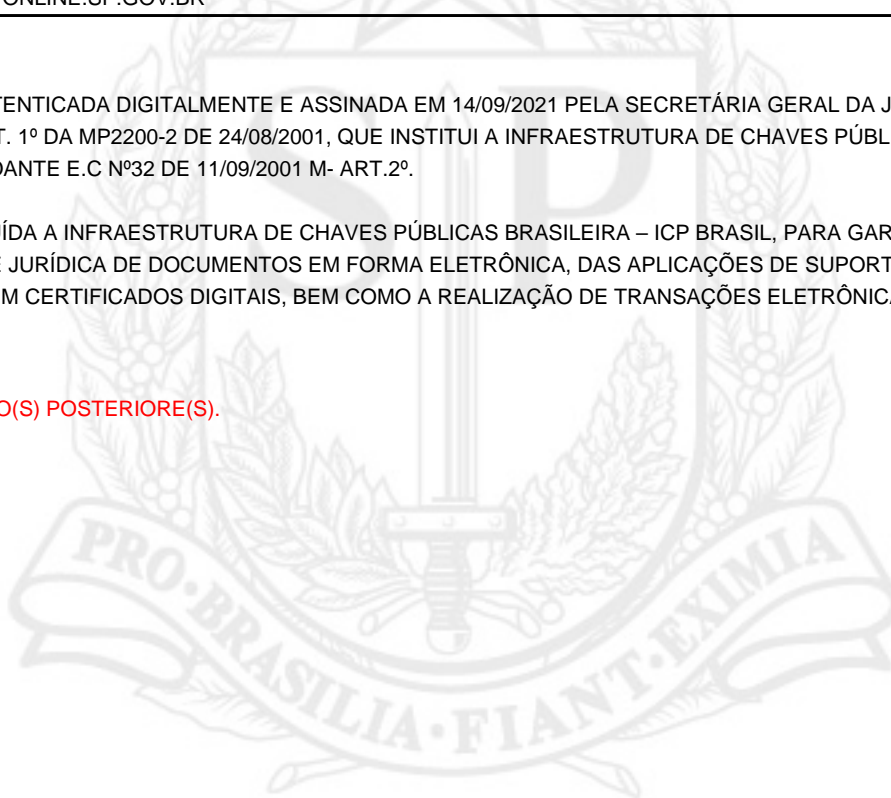 ONLINE.SP.GOV.BR
TENTICADA DIGITALMENTE E ASSINADA EM 14/09/2021 PELA SECRETÁRIA GERAL DA J
T. 1º DA MP2200-2 DE 24/08/2001, QUE INSTITUI A INFRAESTRUTURA DE CHAVES PÚBL
DANTE E.C Nº32 DE 11/09/2001 M- ART.2º.
ÍDA A INFRAESTRUTURA DE CHAVES PÚBLICAS BRASILEIRA – ICP BRASIL, PARA GAR
E JURÍDICA DE DOCUMENTOS EM FORMA ELETRÔNICA, DAS APLICAÇÕES DE SUPORT
M CERTIFICADOS DIGITAIS, BEM COMO A REALIZAÇÃO DE TRANSAÇÕES ELETRÔNICA
O(S) POSTERIORE(S).
SP
PRO·BRASILIA·FIANT·EXIMIA